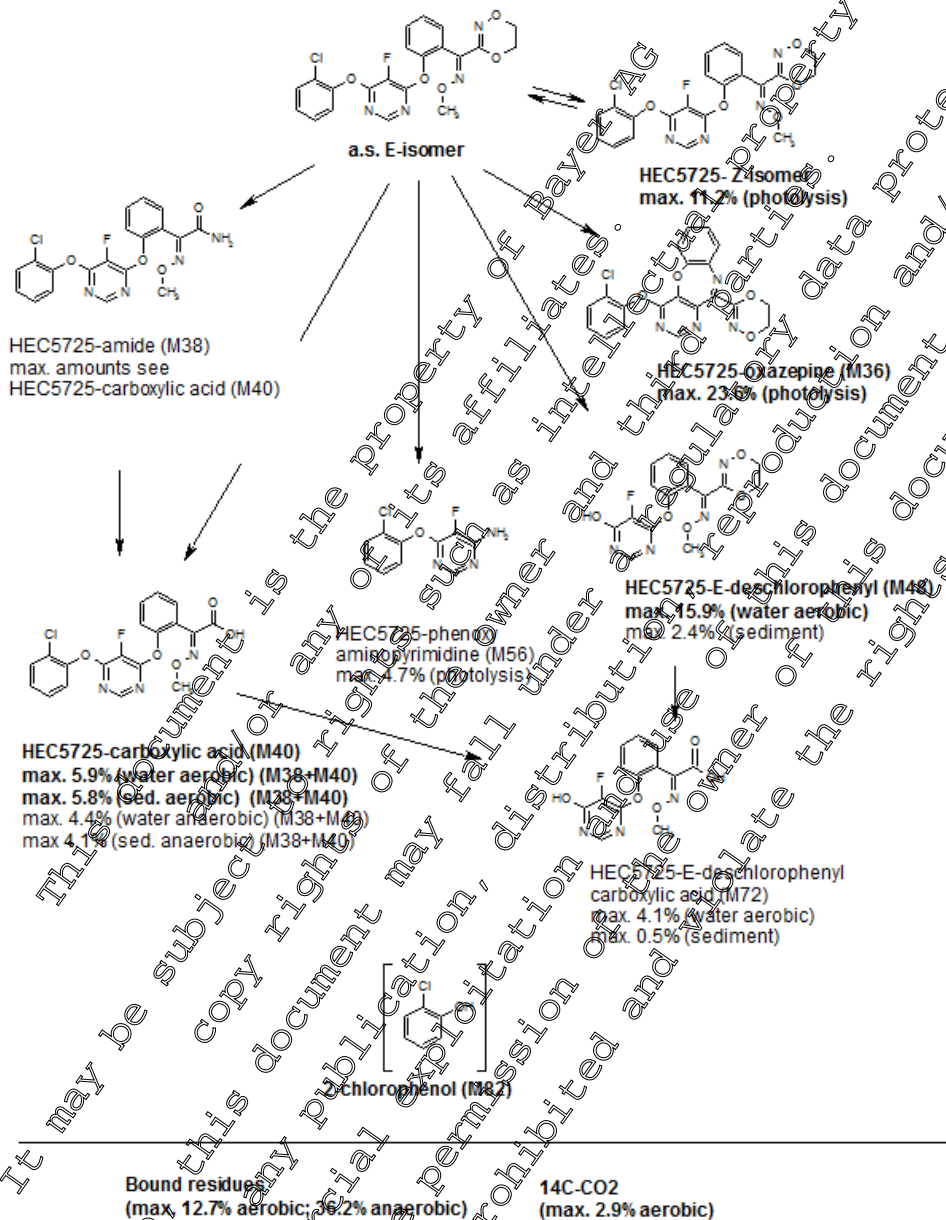 a.s. E-isomer
HEC5725- Z-isomer
max. 11.2% (photolysis)
HEC5725-amide (M38)
max. amounts see
HEC5725-carboxylic acid (M40)
HEC5725-oxazepine (M36)
max. 23.6% (photolysis)
HEC5725-E-deschlorophenyl (M48)
max. 15.9% (water aerobic)
max. 2.4% (sediment)
HEC5725-phenoxy
aminopyrimidine (M56)
max. 4.7% (photolysis)
HEC5725-carboxylic acid (M40)
max. 5.9% (water aerobic) (M38+M40)
max. 5.8% (sed. aerobic) (M38+M40)
max. 4.4% (water anaerobic) (M38+M40)
max 4.1% (sed. anaerobic) (M38+M40)
HEC5725-E-deschlorophenyl
carboxylic acid (M72)
max. 4.1% (water aerobic)
max. 0.5% (sediment)
2-chlorophenol (M82)
Bound residues
(max. 12.7% aerobic; 36.2% anaerobic)
14C-CO2
(max. 2.9% aerobic)
This document is the property of Bayer AG
and/or any of its affiliates.
It may be subject to rights such as intellectual property
copy rights of the owner and third parties.
this document may fall under a regulatory data
any publication, distribution, reproduction and/
exploitation and use of this document
permission of the owner of this
prohibited and violate the rights